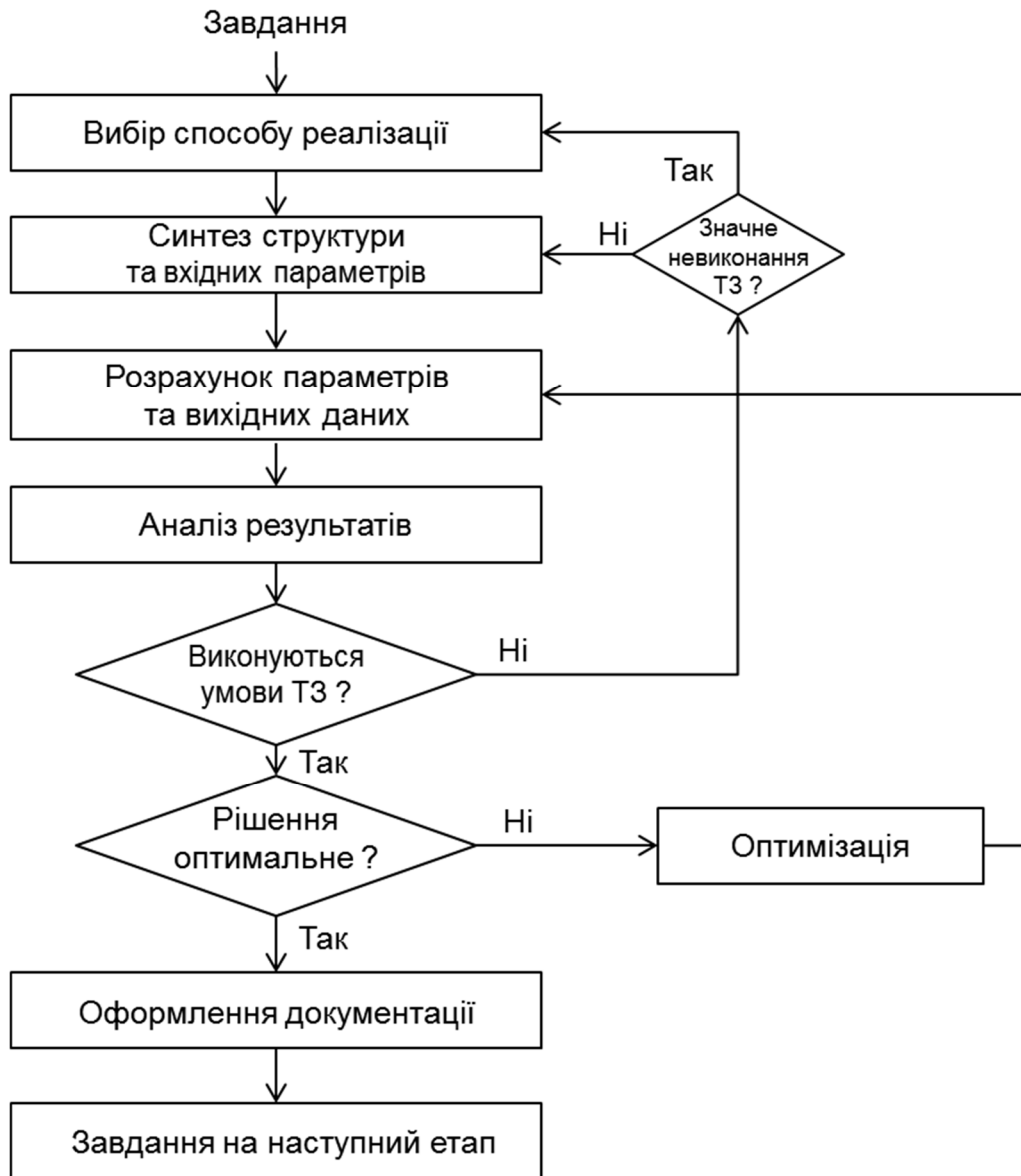 Завдання
Вибір способу реалізації
Так
Значне
невиконання
ТЗ ?
Ні
Синтез структури
та вхідних параметрів
Розрахунок параметрів
та вихідних даних
Аналіз результатів
Виконуються
умови ТЗ ?
Ні
Так
Рішення
оптимальне ?
Ні
Оптимізація
Так
Оформлення документації
Завдання на наступний етап